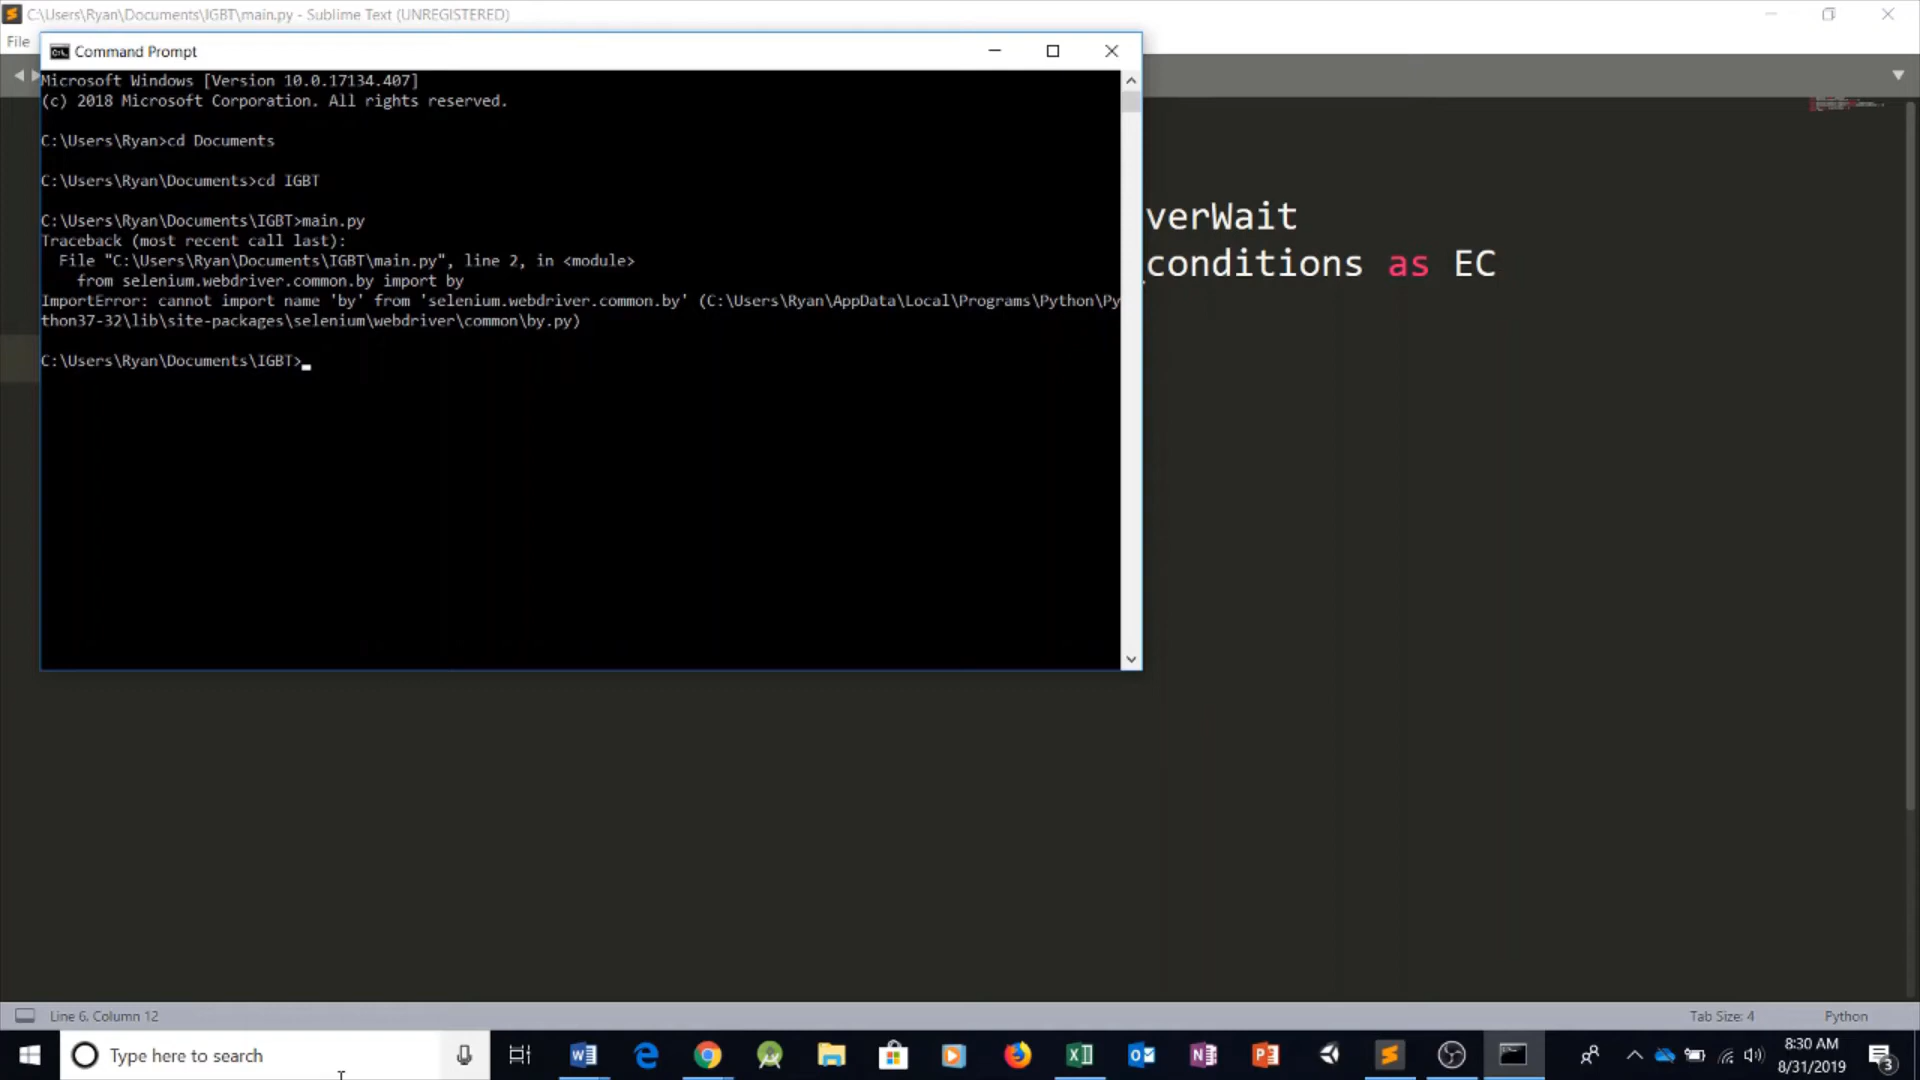 C:\Users\Ryan\Documents\IGBT\main.py - Sublime Text (UNREGISTERED)
File
Command Prompt
Microsoft Windows [Version 10.0.17134.407]
(c) 2018 Microsoft Corporation. All rights reserved.
C:\Users\Ryan>cd Documents
C:\Users\Ryan\Documents>cd IGBT
C:\Users\Ryan\Documents\IGBT>main.py
Traceback (most recent call last):
File "C:\Users\Ryan\Documents\IGBT\main.py", line 2, in <module>
from selenium.webdriver.common.by import by
ImportError: cannot import name 'by' from 'selenium.webdriver.common.by' (C:\Users\Ryan\AppData\Local\Programs\Python\Py
thon37-32\lib\site-packages\selenium\webdriver\common\by.py)
C:\Users\Ryan\Documents\IGBT>
verWait
conditions as EC
Line 6, Column 12
Tab Size: 4
Python
Type here to search
8:30 AM
8/31/2019
3